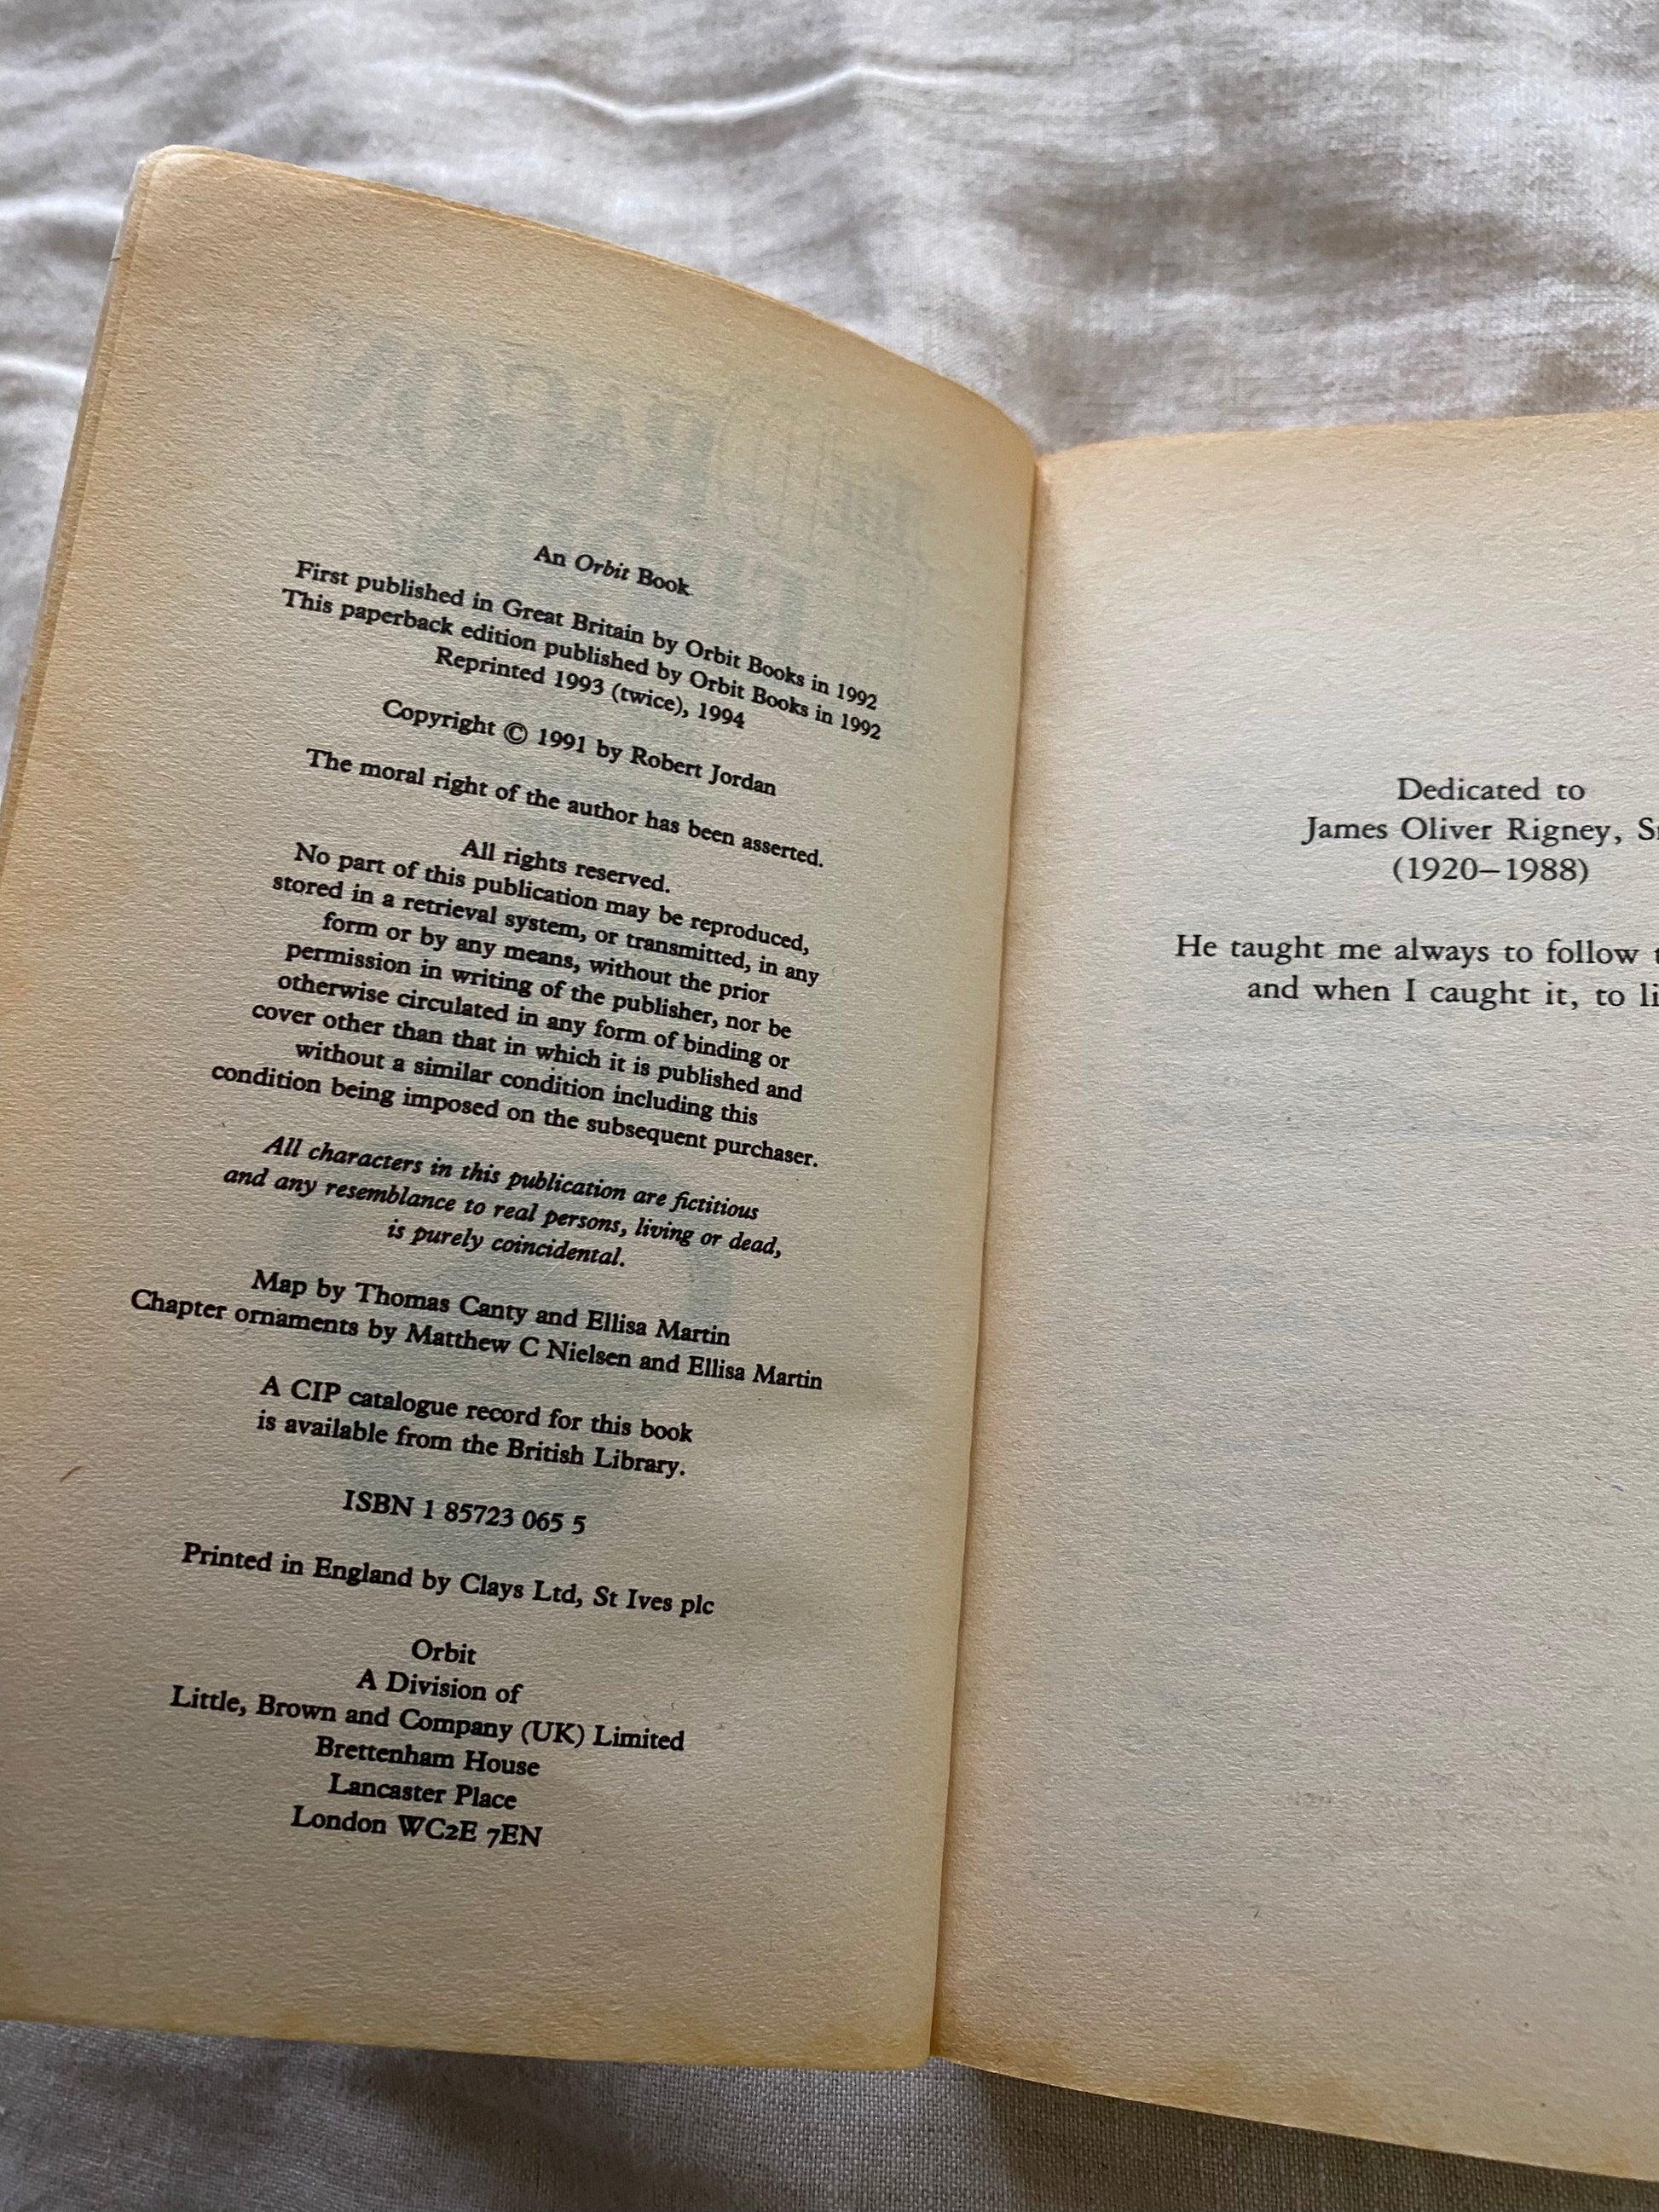 An Orbit Book
First published in Great Britain by Orbit Books in 1992
This paperback edition published by Orbit Books in 1992
Reprinted 1993 (twice), 1994
Copyright © 1991 by Robert Jordan
The moral right of the author has been asserted.
All rights reserved.
No part of this publication may be reproduced,
stored in a retrieval system, or transmitted, in any
form or by any means, without the prior
permission in writing of the publisher, nor be
otherwise circulated in any form of binding or
cover other than that in which it is published and
without a similar condition including this
condition being imposed on the subsequent purchaser.
All characters in this publication are fictitious
and any resemblance to real persons, living or dead,
is purely coincidental.
Map by Thomas Canty and Ellisa Martin
Chapter ornaments by Matthew C Nielsen and Ellisa Martin
A CIP catalogue record for this book
is available from the British Library.
ISBN 1 85723 065 5
Printed in England by Clays Ltd, St Ives plc
Orbit
A Division of
Little, Brown and Company (UK) Limited
Brettenham House
Lancaster Place
London WC2E 7EN
Dedicated to
James Oliver Rigney,
(1920–1988)
He taught me always to follow
and when I caught it, to